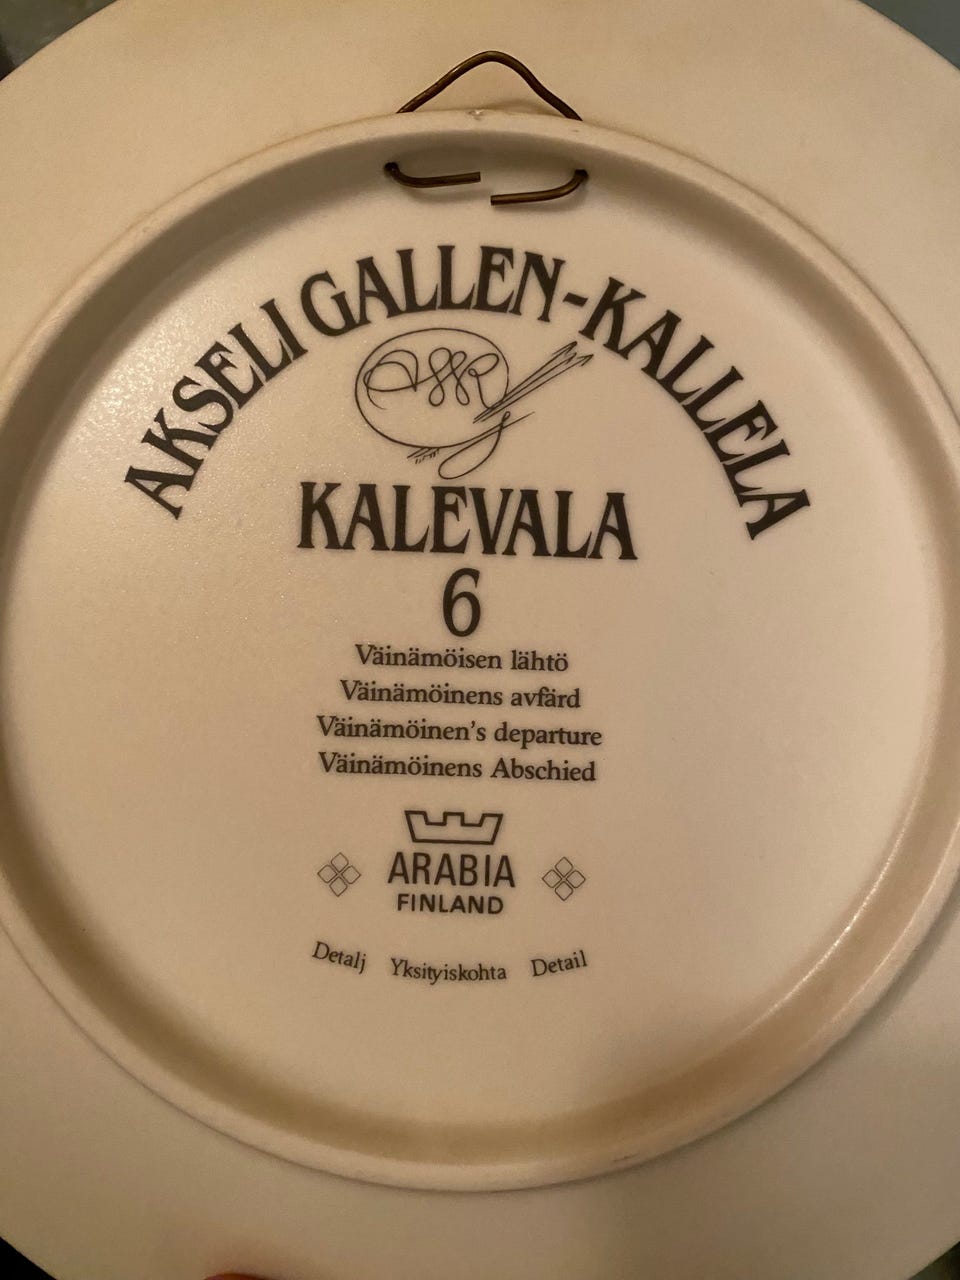 AKSELI GALLEN-KALLELA
KALEVALA
6
Väinämöisen lähtö
Väinämöinens avfärd
Väinämöinen's departure
Väinämöinens Abschied
ARABIA
FINLAND
Detalj Yksityiskohta Detail